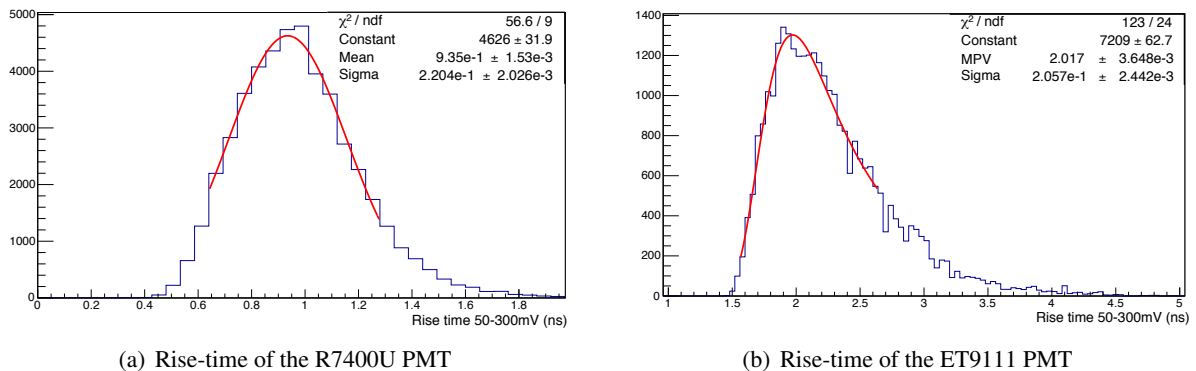 χ² / ndf 56.6 / 9
Constant 4626 ± 31.9
Mean 9.35e-1 ± 1.53e-3
Sigma 2.204e-1 ± 2.026e-3
5000
4000
3000
2000
1000
0
0 0.2 0.4 0.6 0.8 1 1.2 1.4 1.6 1.8
Rise time 50-300mV (ns)
(a) Rise-time of the R7400U PMT
χ² / ndf 123 / 24
Constant 7209 ± 62.7
MPV 2.017 ± 3.648e-3
Sigma 2.057e-1 ± 2.442e-3
1400
1200
1000
800
600
400
200
0
1 1.5 2 2.5 3 3.5 4 4.5 5
Rise time 50-300mV (ns)
(b) Rise-time of the ET9111 PMT